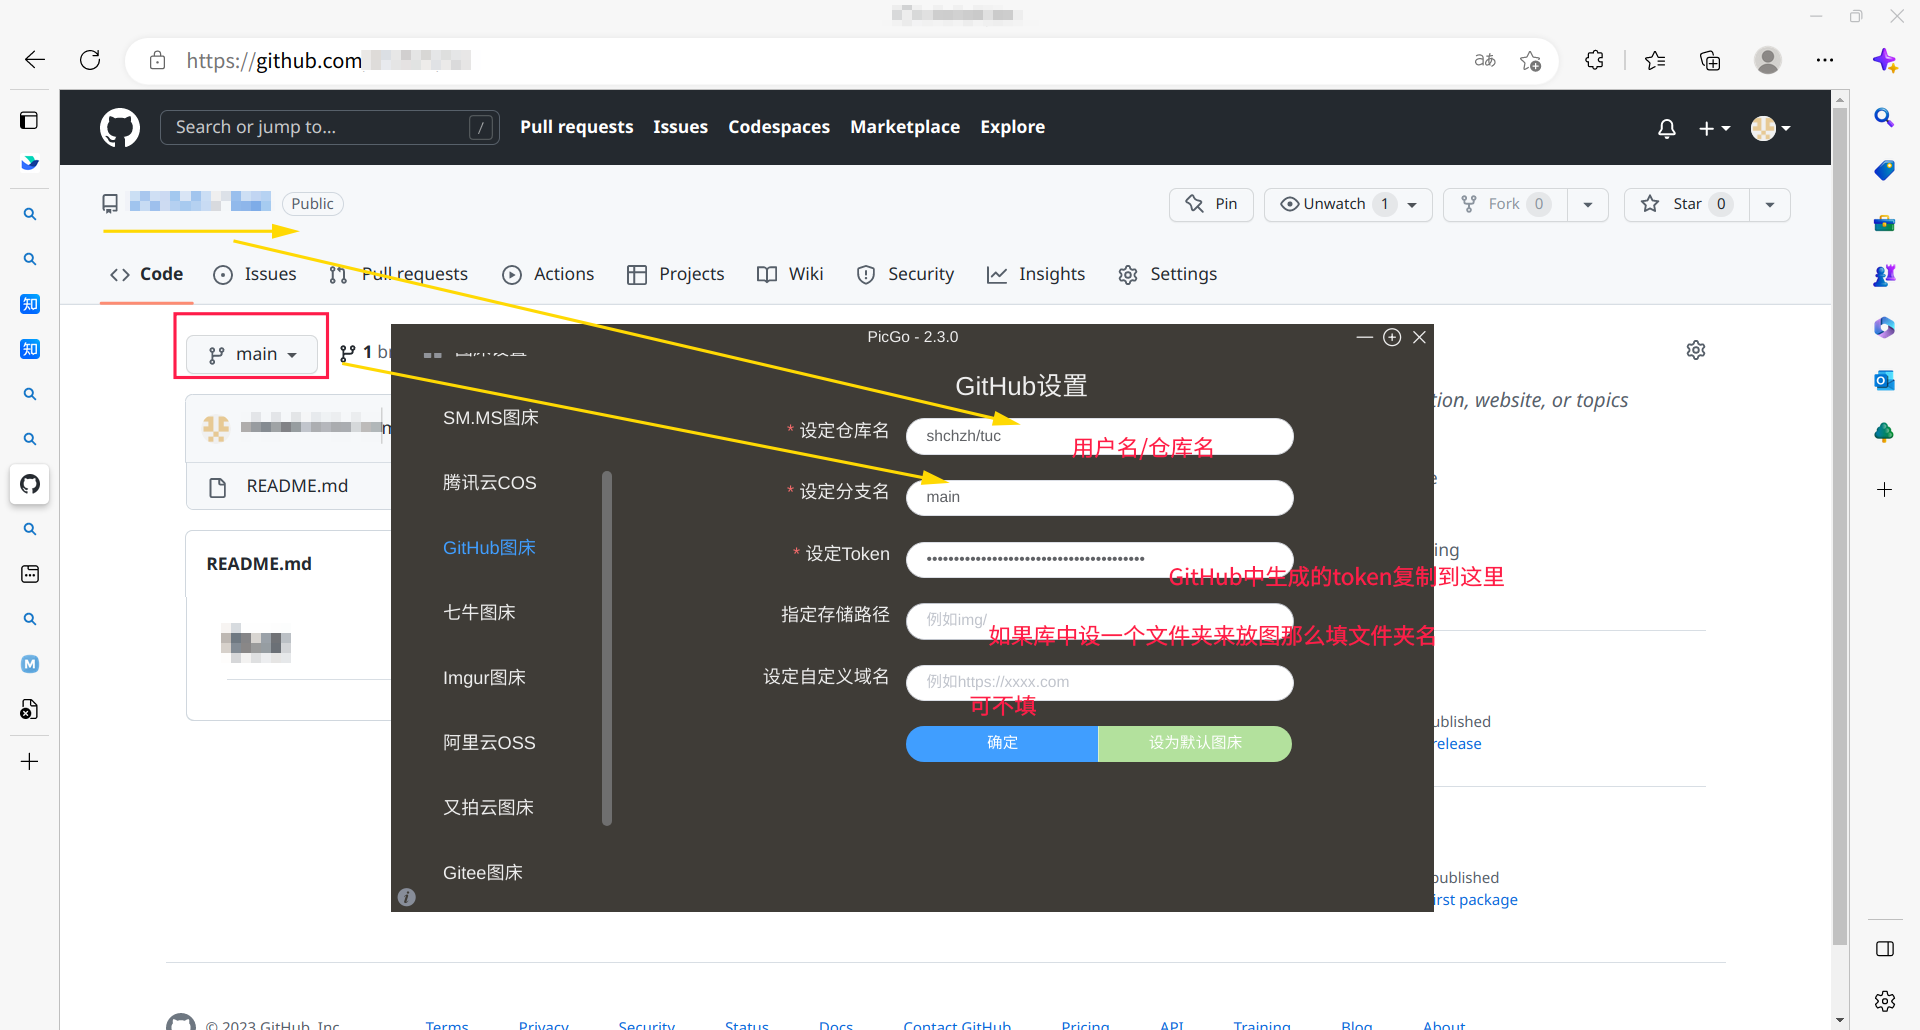 https://github.com
aあ
Search or jump to...
/
Pull requests
Issues
Codespaces
Marketplace
Explore
Public
Pin
Unwatch 1
Fork 0
Star 0
Code
Issues
Pull requests
Actions
Projects
Wiki
Security
Insights
Settings
main
1 br
README.md
README.md
tion, website, or topics
ing
ublished
release
published
irst package
PicGo - 2.3.0
图床设置
SM.MS图床
腾讯云COS
GitHub图床
七牛图床
Imgur图床
阿里云OSS
又拍云图床
Gitee图床
GitHub设置
* 设定仓库名
shchzh/tuc
用户名/仓库名
* 设定分支名
main
* 设定Token
GitHub中生成的token复制到这里
指定存储路径
例如img/
如果库中设一个文件夹来放图那么填文件夹名
设定自定义域名
例如https://xxxx.com
可不填
确定
设为默认图床
知
知
M
© 2023 GitHub, Inc.
Terms
Privacy
Security
Status
Docs
Contact GitHub
Pricing
API
Training
Blog
About